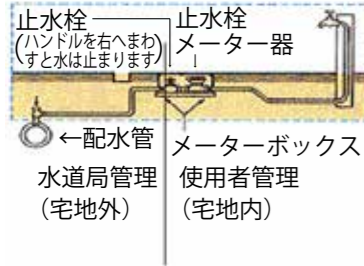 止水栓
(ハンドルを右へまわ
すと水は止まります)
止水栓
メーター器
←配水管
メーターボックス
水道局管理
(宅地外)
使用者管理
(宅地内)